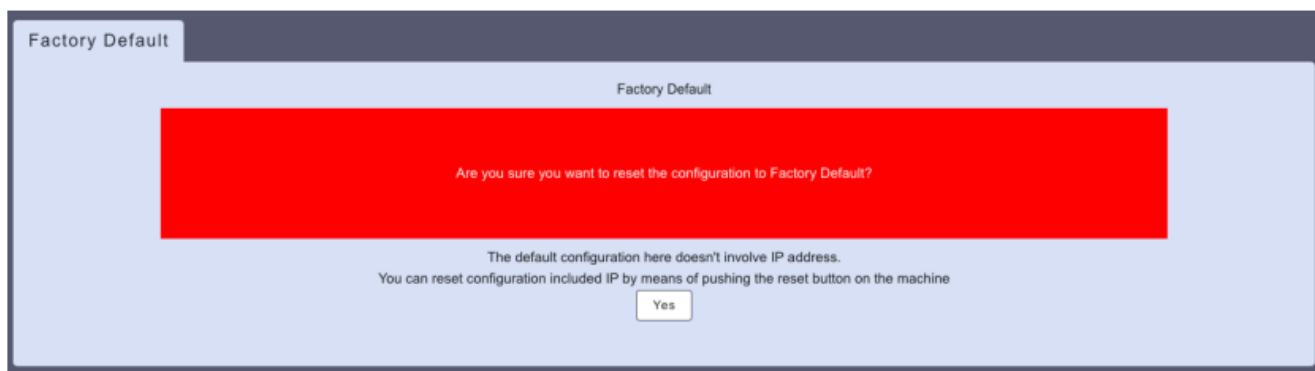 Factory Default
Factory Default
Are you sure you want to reset the configuration to Factory Default?
The default configuration here doesn't involve IP address.
You can reset configuration included IP by means of pushing the reset button on the machine
Yes